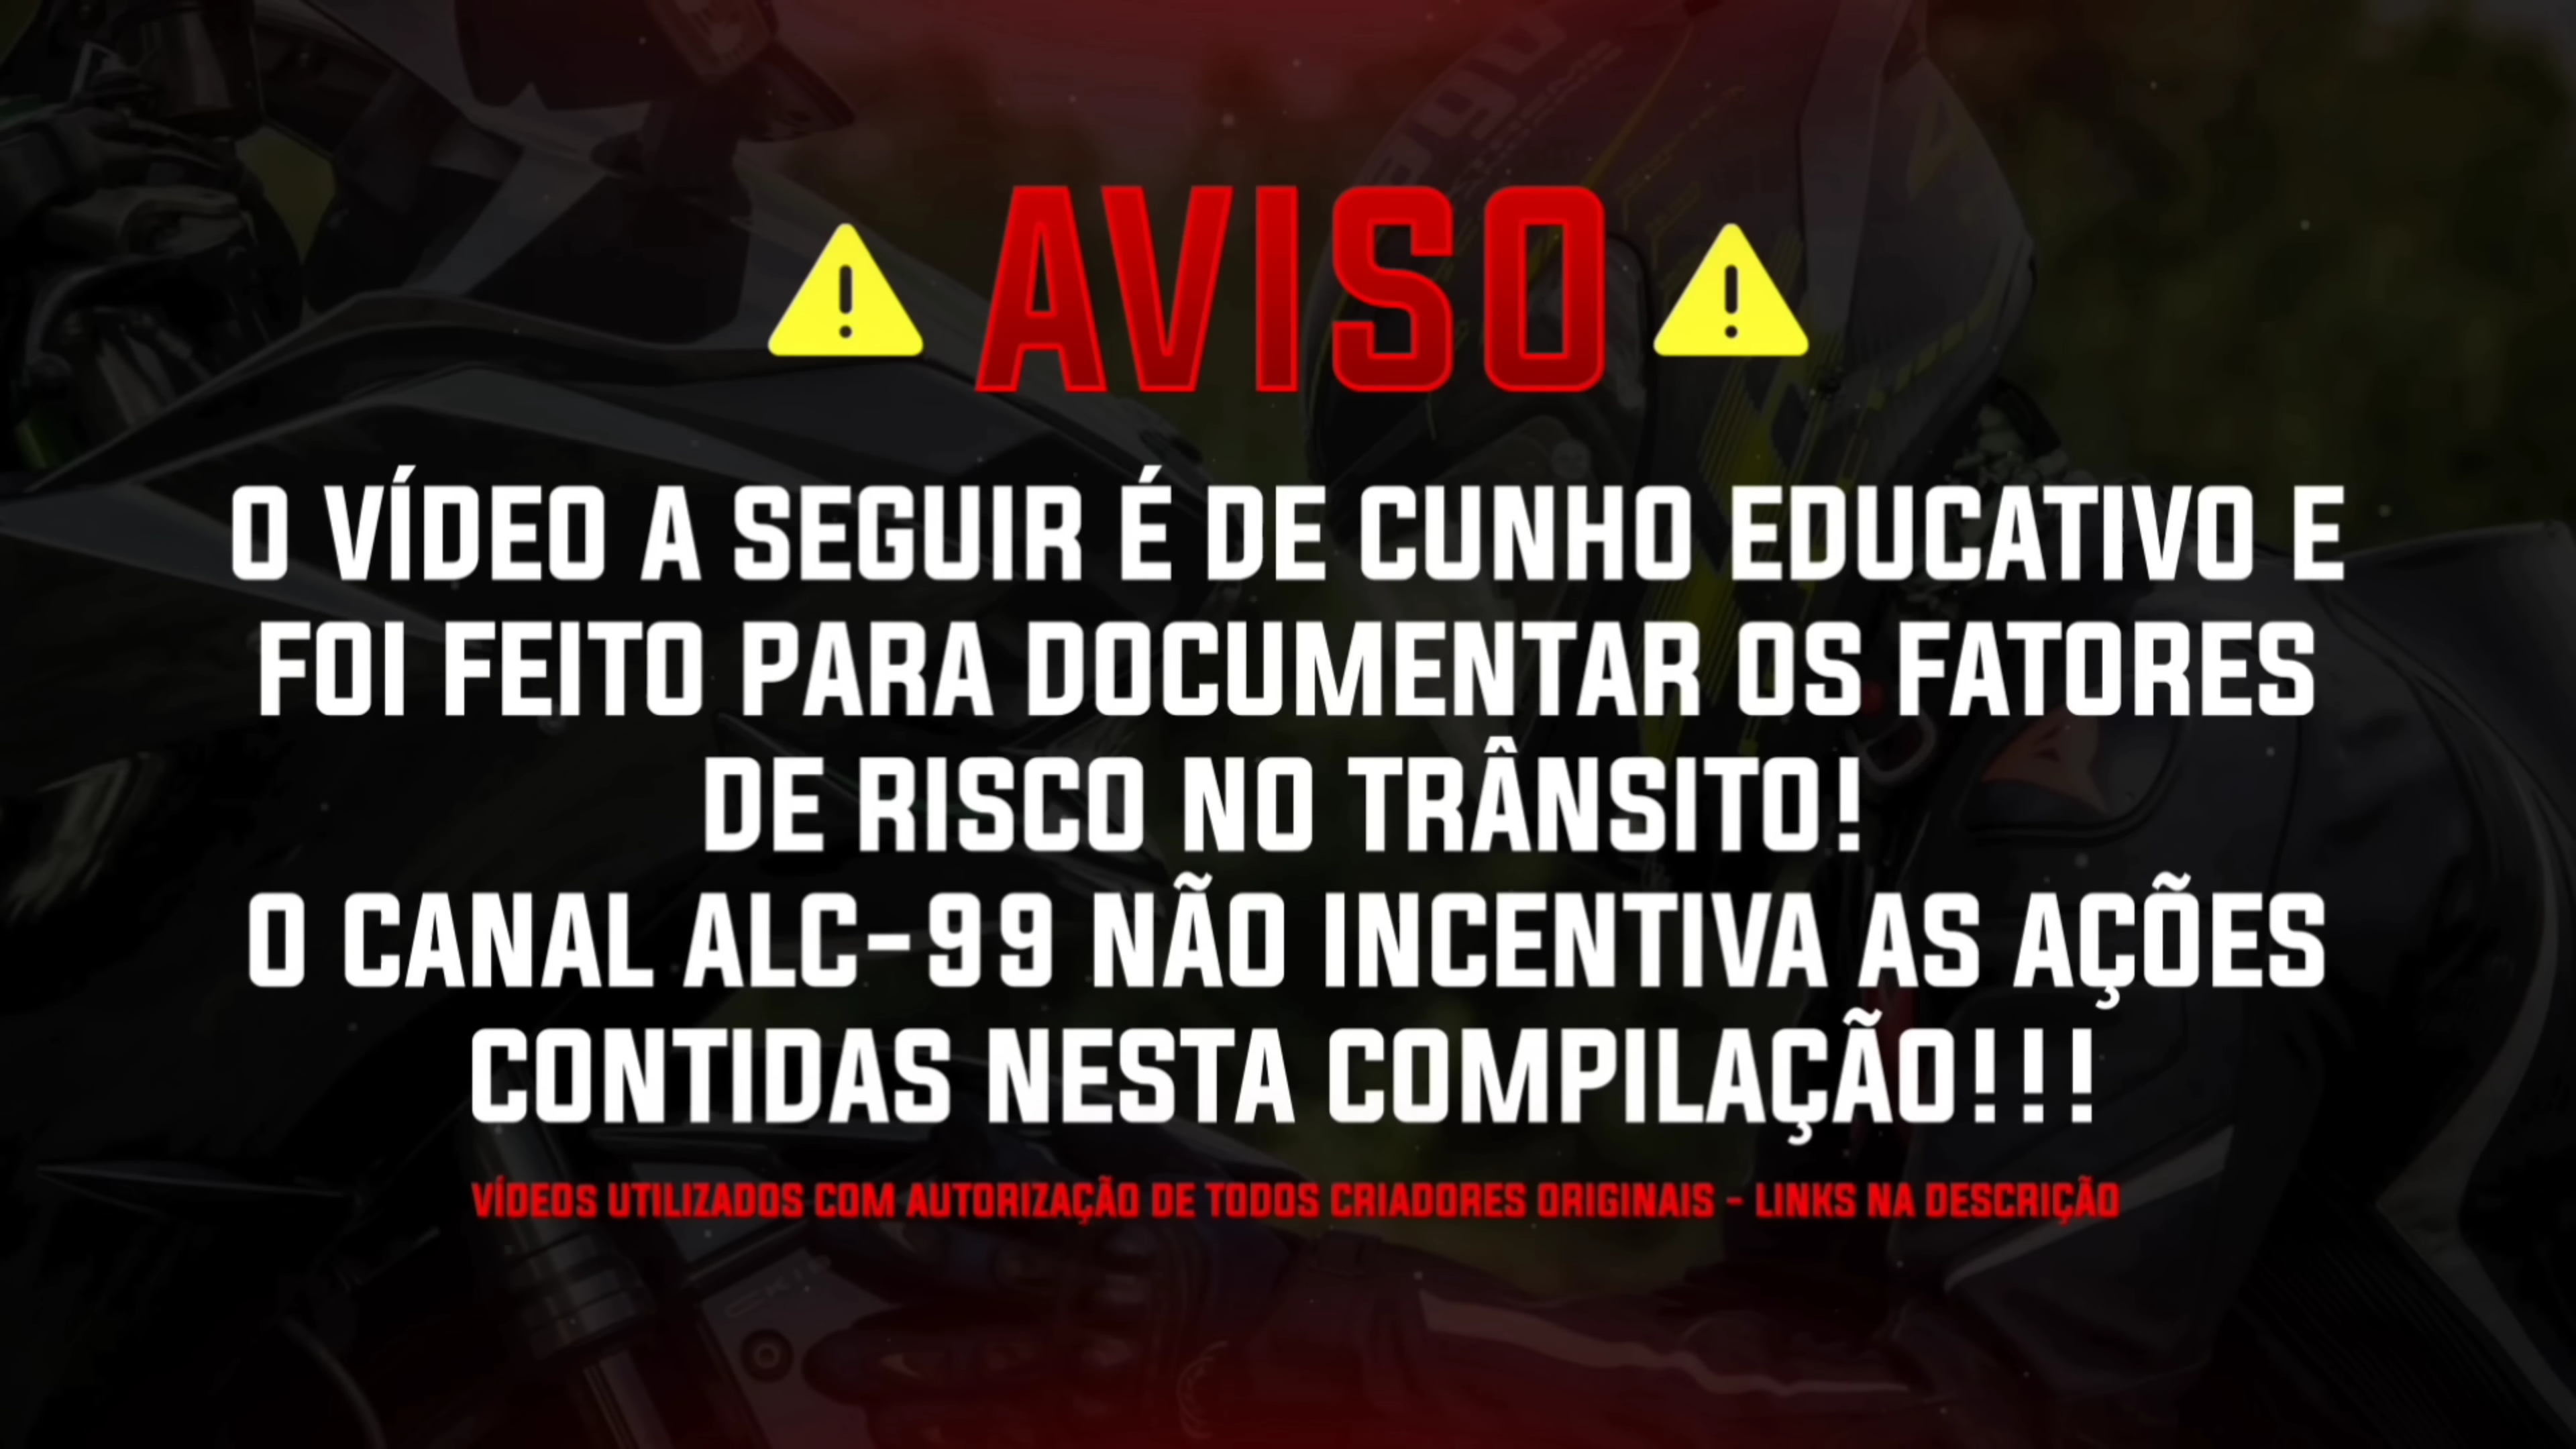 AVISO
O VÍDEO A SEGUIR É DE CUNHO EDUCATIVO E
FOI FEITO PARA DOCUMENTAR OS FATORES
DE RISCO NO TRÂNSITO!
O CANAL ALC-99 NÃO INCENTIVA AS AÇÕES
CONTIDAS NESTA COMPILAÇÃO!!!
VÍDEOS UTILIZADOS COM AUTORIZAÇÃO DE TODOS CRIADORES ORIGINAIS - LINKS NA DESCRIÇÃO